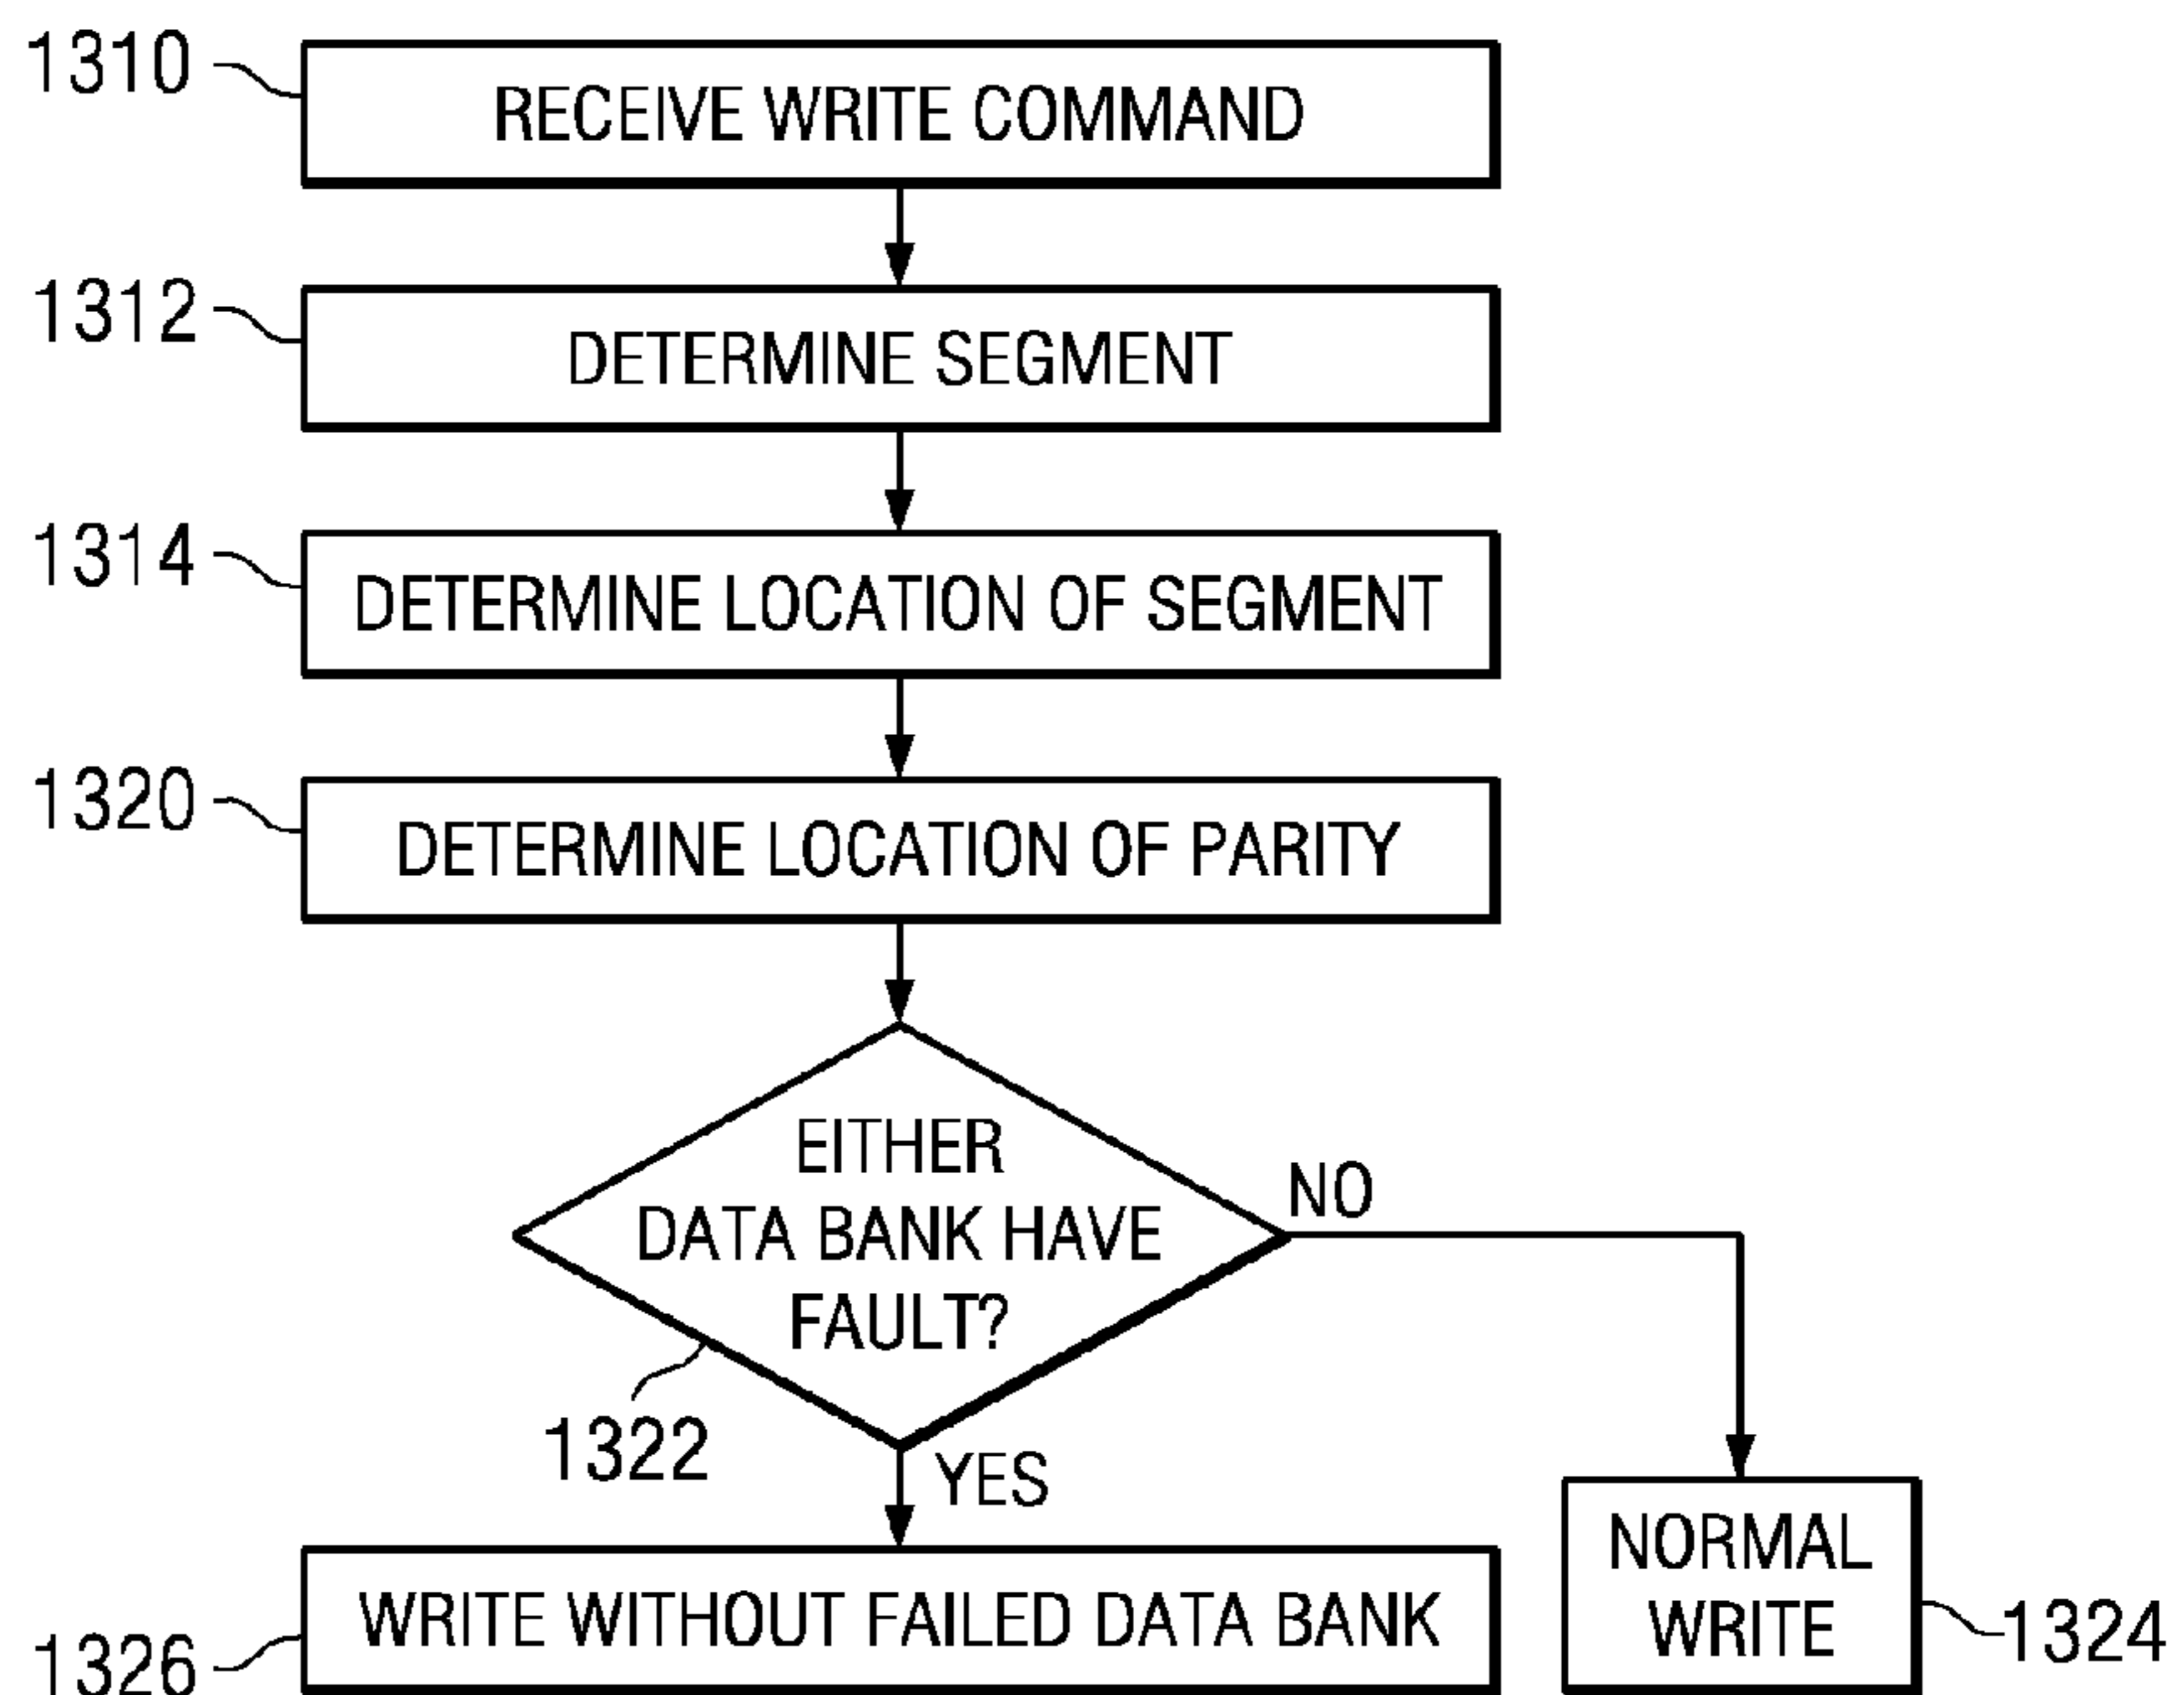 1310
RECEIVE WRITE COMMAND
1312
DETERMINE SEGMENT
1314
DETERMINE LOCATION OF SEGMENT
1320
DETERMINE LOCATION OF PARITY
EITHER
DATA BANK HAVE
FAULT?
NO
1322
YES
NORMAL
WRITE
1324
1326
WRITE WITHOUT FAILED DATA BANK